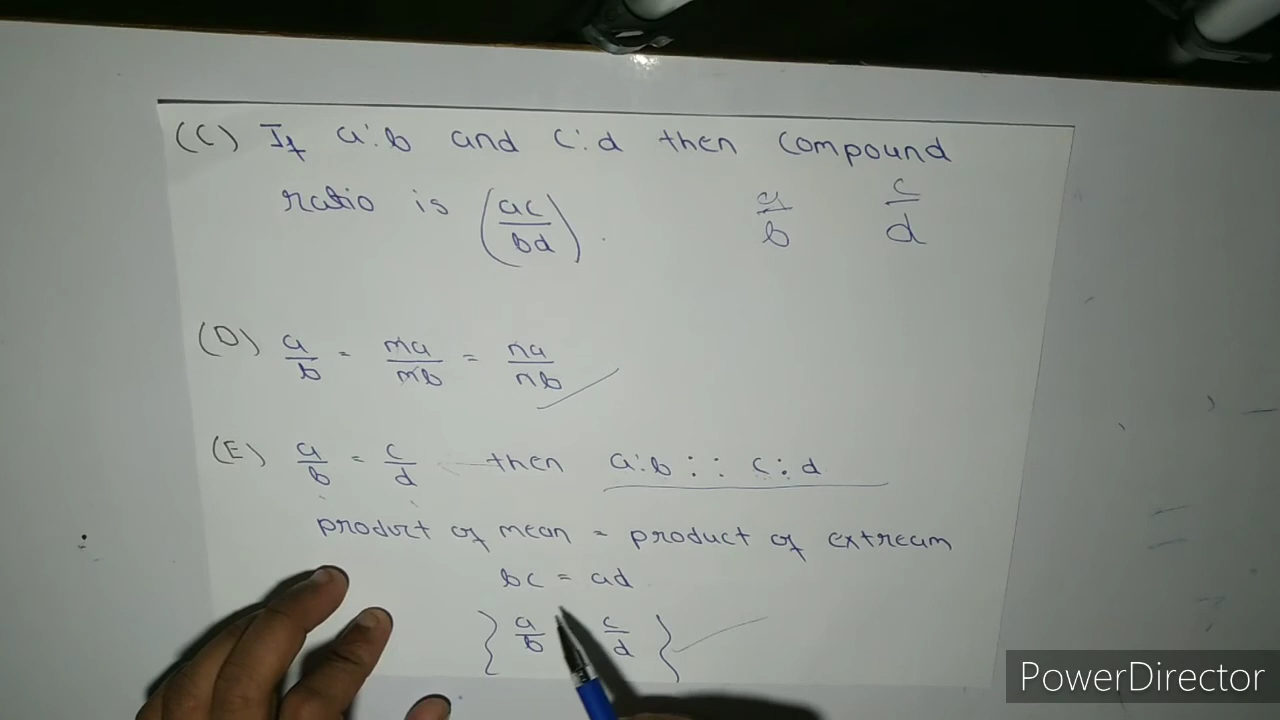 (C) If a:b and c:d then compound
ratio is (ac/bd). a/b c/d
(D) a/b = ma/mb = na/nb
(E) a/b = c/d then a:b :: c:d
product of mean = product of extream
bc = ad
} a/b c/d }
PowerDirector